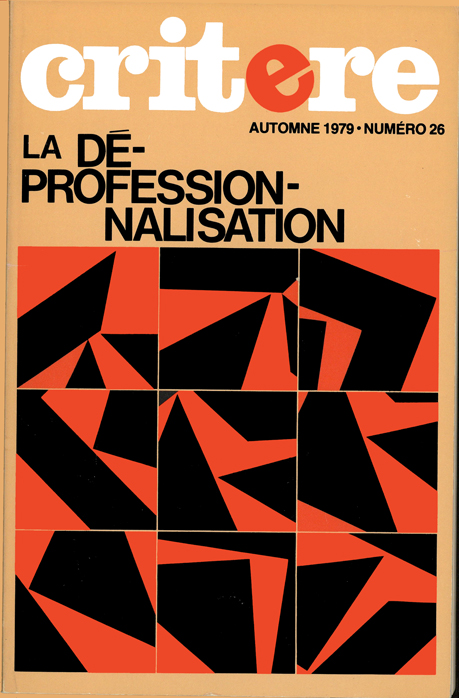 critere
AUTOMNE 1979 • NUMÉRO 26
LA DÉ-
PROFESSION-
NALISATION